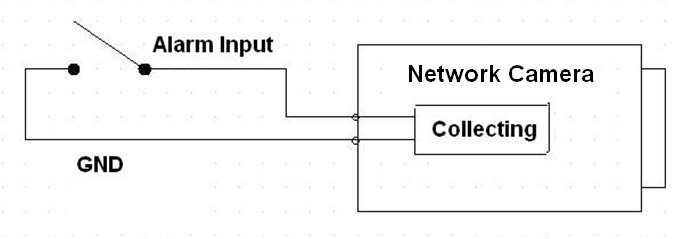 Alarm Input
Network Camera
Collecting
GND